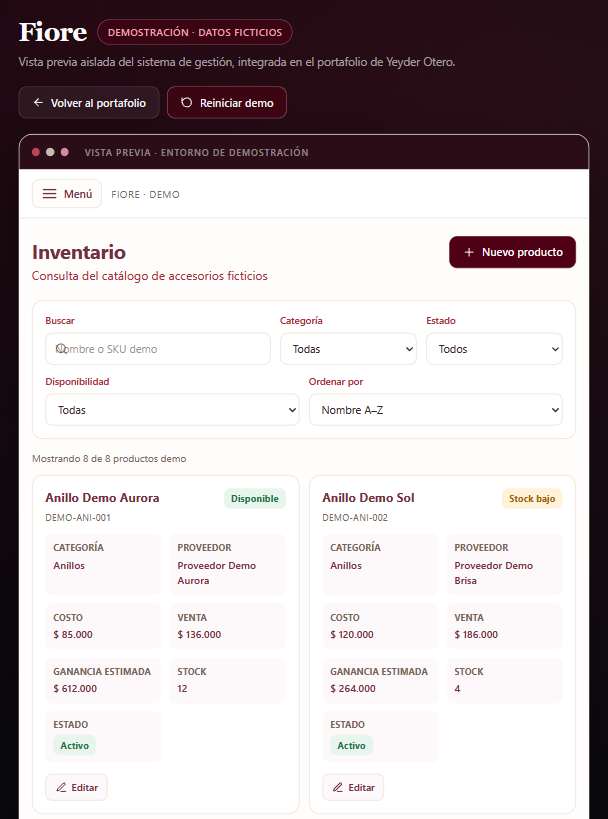 Fiore DEMOSTRACIÓN · DATOS FICTICIOS
Vista previa aislada del sistema de gestión, integrada en el portafolio de Yeyder Otero.
Volver al portafolio Reiniciar demo
VISTA PREVIA · ENTORNO DE DEMOSTRACIÓN
Menú FIORE · DEMO
Inventario
Nuevo producto
Consulta del catálogo de accesorios ficticios
Buscar Categoría Estado
Nombre o SKU demo Todas Todos
Disponibilidad Ordenar por
Todas Nombre A–Z
Mostrando 8 de 8 productos demo
Anillo Demo Aurora Disponible
DEMO-ANI-001
CATEGORÍA PROVEEDOR
Anillos Proveedor Demo
Aurora
COSTO VENTA
$ 85.000 $ 136.000
GANANCIA ESTIMADA STOCK
$ 612.000 12
ESTADO
Activo
Editar
Anillo Demo Sol Stock bajo
DEMO-ANI-002
CATEGORÍA PROVEEDOR
Anillos Proveedor Demo
Brisa
COSTO VENTA
$ 120.000 $ 186.000
GANANCIA ESTIMADA STOCK
$ 264.000 4
ESTADO
Activo
Editar